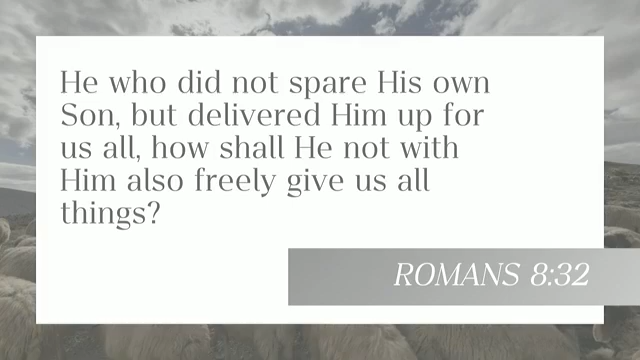 He who did not spare His own
Son, but delivered Him up for
us all, how shall He not with
Him also freely give us all
things?
ROMANS 8:32